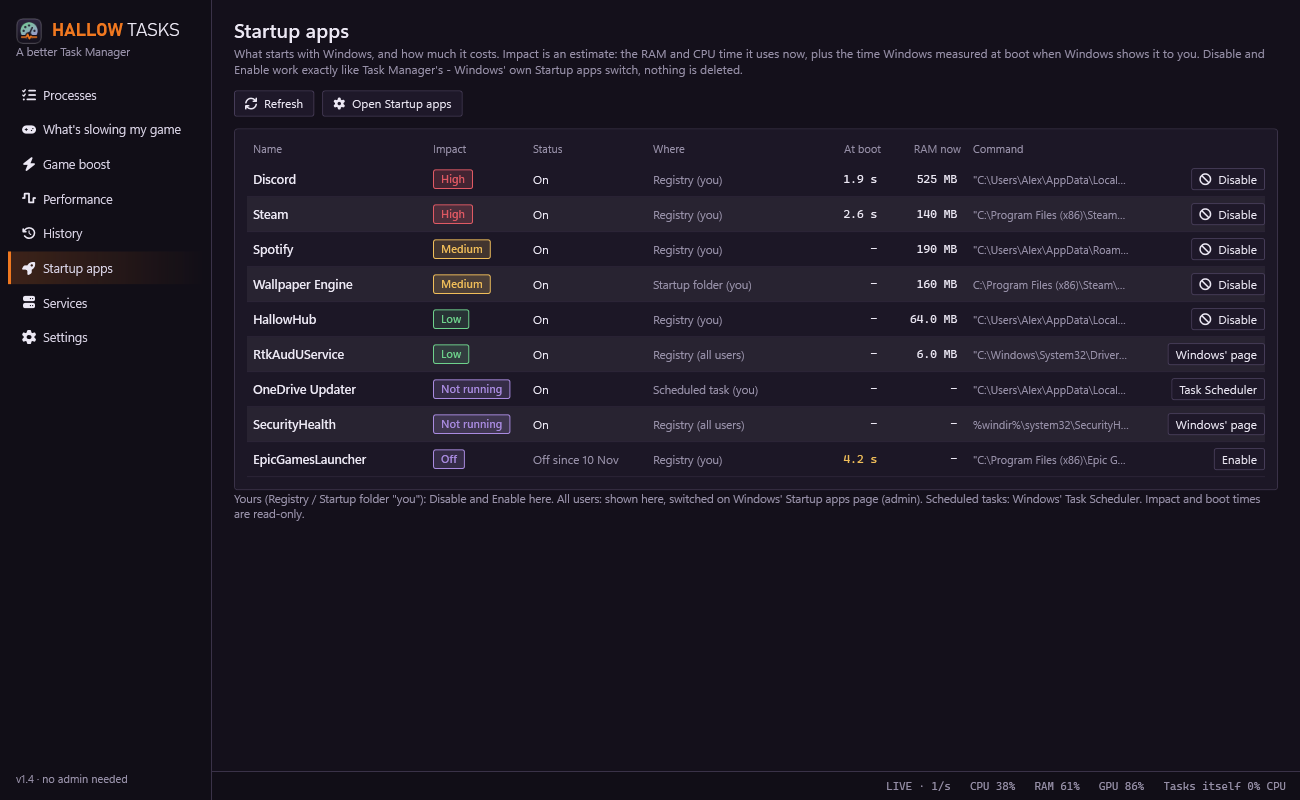 HALLOW TASKS
A better Task Manager
Processes
What's slowing my game
Game boost
Performance
History
Startup apps
Services
Settings
v1.4 · no admin needed
Startup apps
What starts with Windows, and how much it costs. Impact is an estimate: the RAM and CPU time it uses now, plus the time Windows measured at boot when Windows shows it to you. Disable and
Enable work exactly like Task Manager's - Windows' own Startup apps switch, nothing is deleted.
Refresh Open Startup apps
Name Impact Status Where At boot RAM now Command
Discord High On Registry (you) 1.9 s 525 MB "C:\Users\Alex\AppData\Local... Disable
Steam High On Registry (you) 2.6 s 140 MB "C:\Program Files (x86)\Steam... Disable
Spotify Medium On Registry (you) – 190 MB "C:\Users\Alex\AppData\Roam... Disable
Wallpaper Engine Medium On Startup folder (you) – 160 MB C:\Program Files (x86)\Steam\... Disable
HallowHub Low On Registry (you) – 64.0 MB "C:\Users\Alex\AppData\Local... Disable
RtkAudUService Low On Registry (all users) – 6.0 MB "C:\Windows\System32\Driver... Windows' page
OneDrive Updater Not running On Scheduled task (you) – – "C:\Users\Alex\AppData\Local... Task Scheduler
SecurityHealth Not running On Registry (all users) – – %windir%\system32\SecurityH... Windows' page
EpicGamesLauncher Off Off since 10 Nov Registry (you) 4.2 s – "C:\Program Files (x86)\Epic G... Enable
Yours (Registry / Startup folder "you"): Disable and Enable here. All users: shown here, switched on Windows' Startup apps page (admin). Scheduled tasks: Windows' Task Scheduler. Impact and boot times
are read-only.
LIVE · 1/s CPU 38% RAM 61% GPU 86% Tasks itself 0% CPU